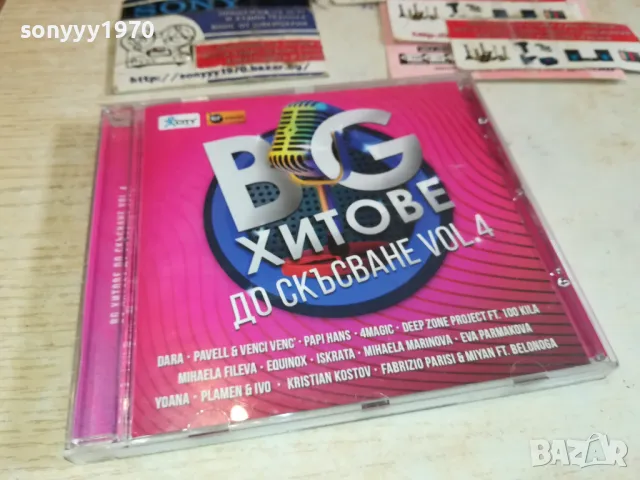 sonyyy1970
SONY
http://sonyyy1970.bazar.bg/
CITY
BG
ХИТОВЕ
ДО СКЪСВАНЕ VOL.4
DARA · PAVELL & VENCI VENC' · PAPI HANS · 4MAGIC · DEEP ZONE PROJECT FT. 100 KILA
MIHAELA FILEVA · EQUINOX · ISKRATA · MIHAELA MARINOVA · EVA PARMAKOVA
YOANA · PLAMEN & IVO · KRISTIAN KOSTOV · FABRIZIO PARISI & MIYAN FT. BELONOGA
BG ХИТОВЕ ДО СКЪСВАНЕ VOL.4
BAZAR